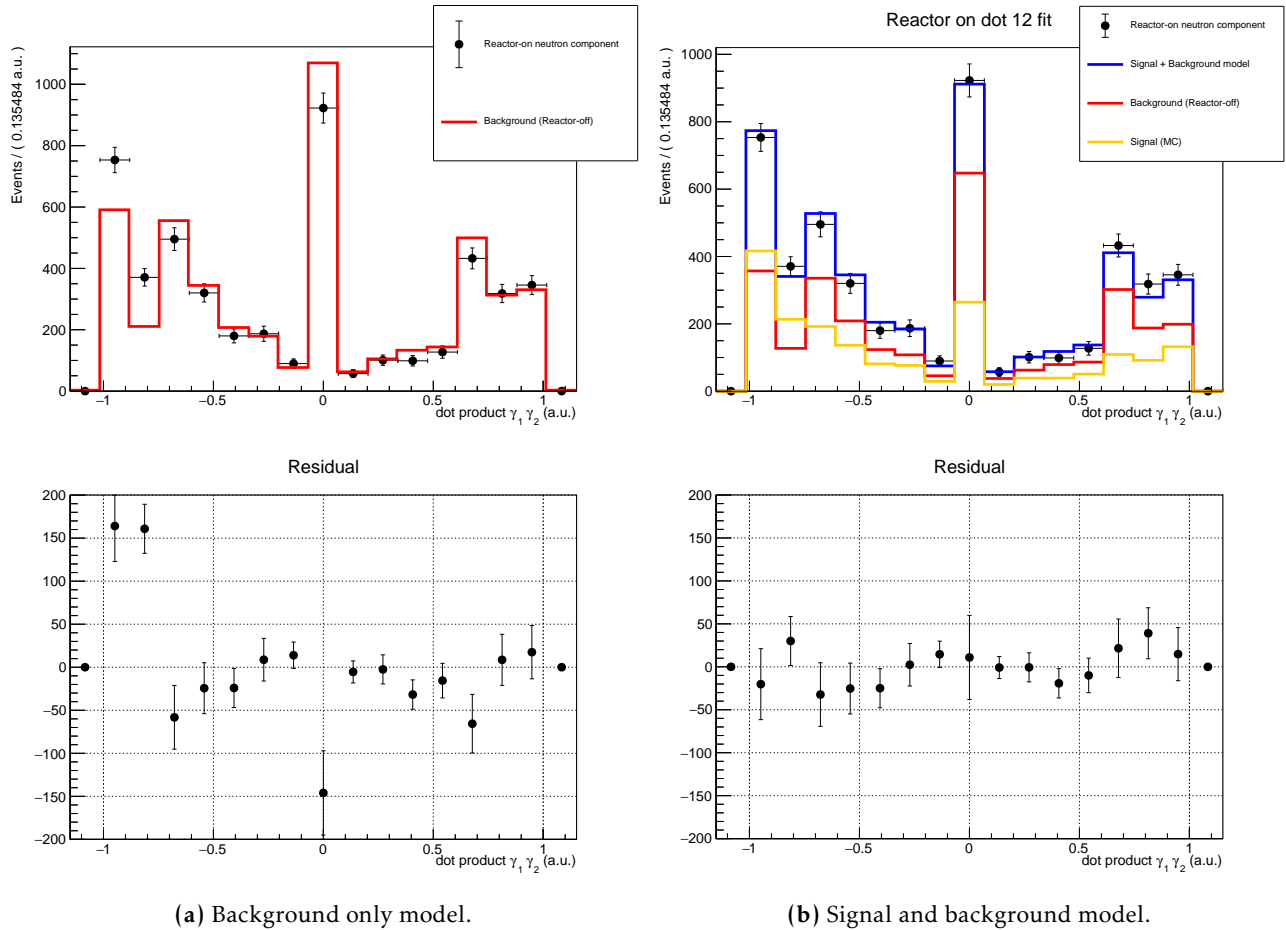 Reactor-on neutron component
Background (Reactor-off)
Events / ( 0.135484 a.u.)
1000
800
600
400
200
0
−1
−0.5
0
0.5
1
dot product γ1 γ2 (a.u.)
Reactor on dot 12 fit
Reactor-on neutron component
Signal + Background model
Background (Reactor-off)
Signal (MC)
Events / ( 0.135484 a.u.)
1000
800
600
400
200
0
−1
−0.5
0
0.5
1
dot product γ1 γ2 (a.u.)
Residual
200
150
100
50
0
−50
−100
−150
−200
−1
−0.5
0
0.5
1
dot product γ1 γ2 (a.u.)
Residual
200
150
100
50
0
−50
−100
−150
−200
−1
−0.5
0
0.5
1
dot product γ1 γ2 (a.u.)
(a) Background only model.
(b) Signal and background model.